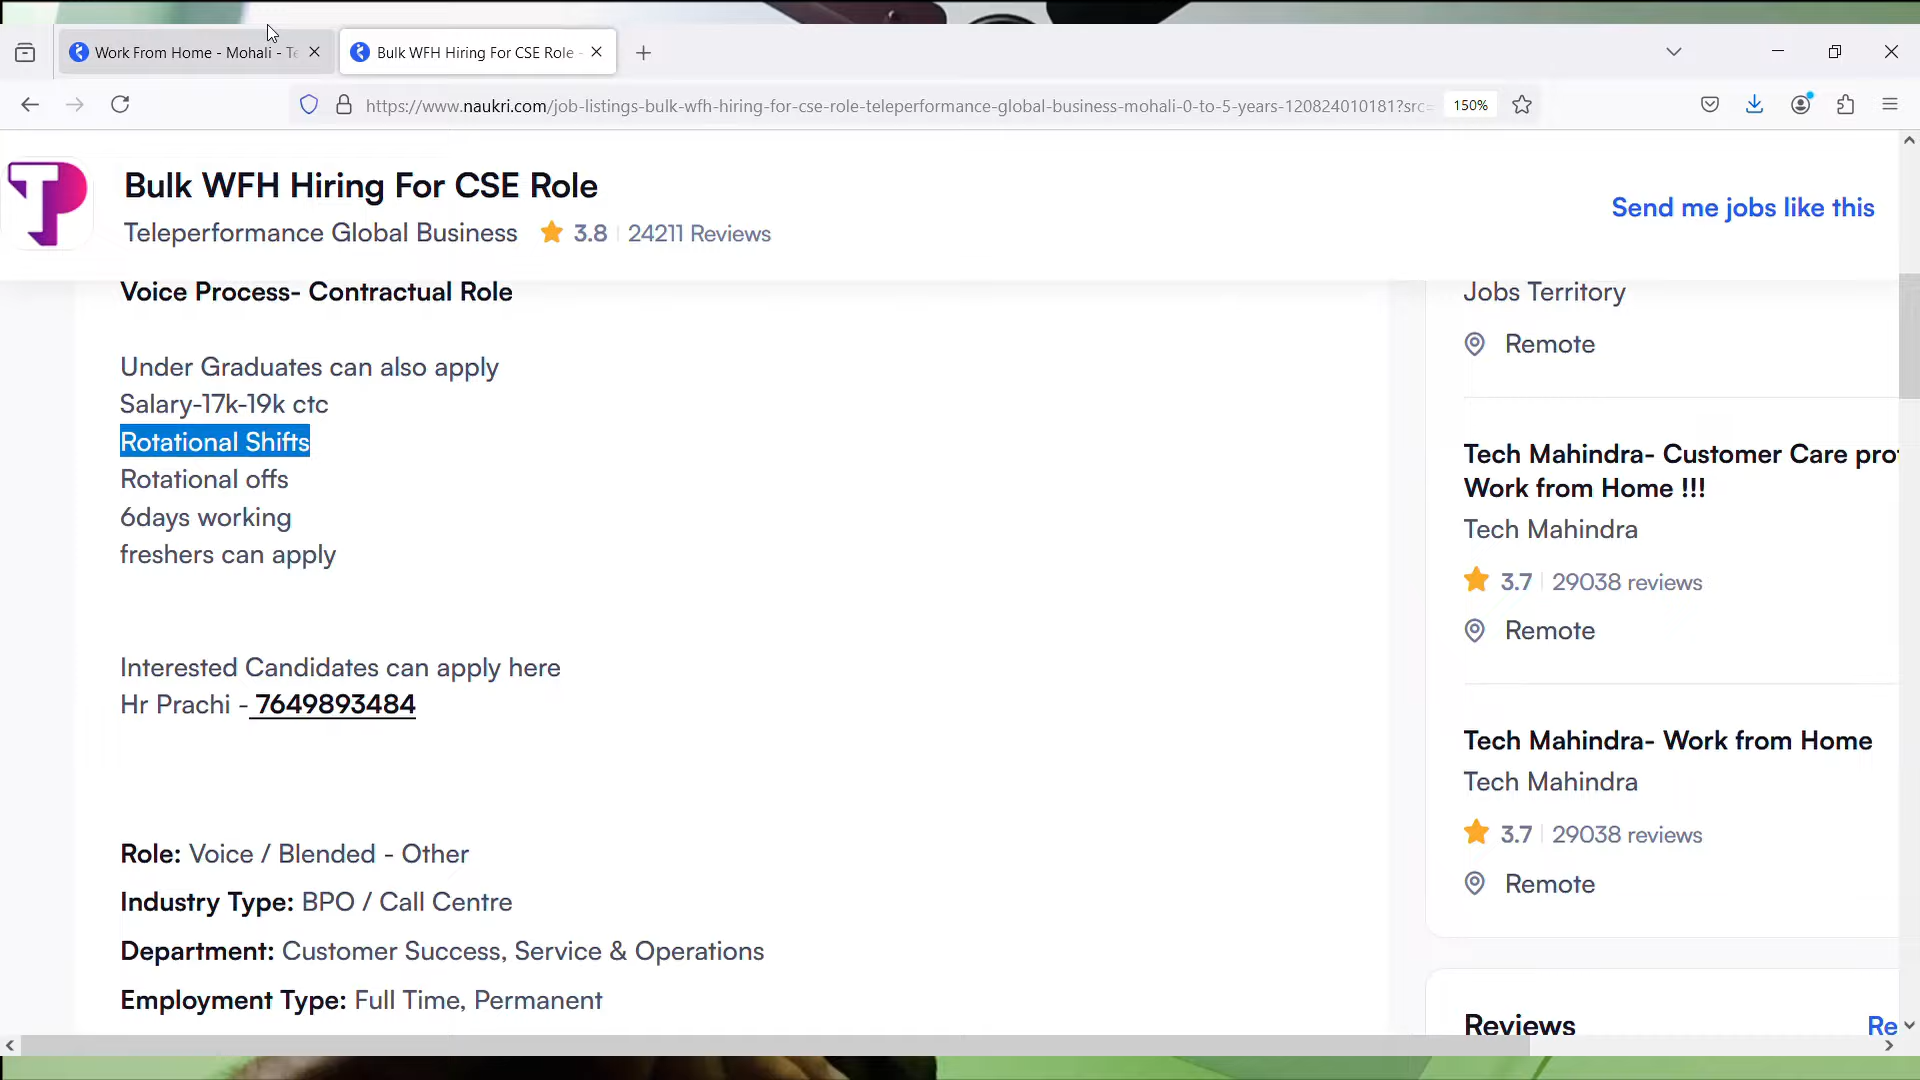 Work From Home - Mohali - Te
Bulk WFH Hiring For CSE Role -
https://www.naukri.com/job-listings-bulk-wfh-hiring-for-cse-role-teleperformance-global-business-mohali-0-to-5-years-120824010181?src=
150%
TP
Bulk WFH Hiring For CSE Role
Teleperformance Global Business 3.8 24211 Reviews
Send me jobs like this
Voice Process- Contractual Role
Under Graduates can also apply
Salary-17k-19k ctc
Rotational Shifts
Rotational offs
6days working
freshers can apply
Interested Candidates can apply here
Hr Prachi - 7649893484
Role: Voice / Blended - Other
Industry Type: BPO / Call Centre
Department: Customer Success, Service & Operations
Employment Type: Full Time, Permanent
Jobs Territory
Remote
Tech Mahindra- Customer Care pro
Work from Home !!!
Tech Mahindra
3.7 29038 reviews
Remote
Tech Mahindra- Work from Home
Tech Mahindra
3.7 29038 reviews
Remote
Reviews
Re